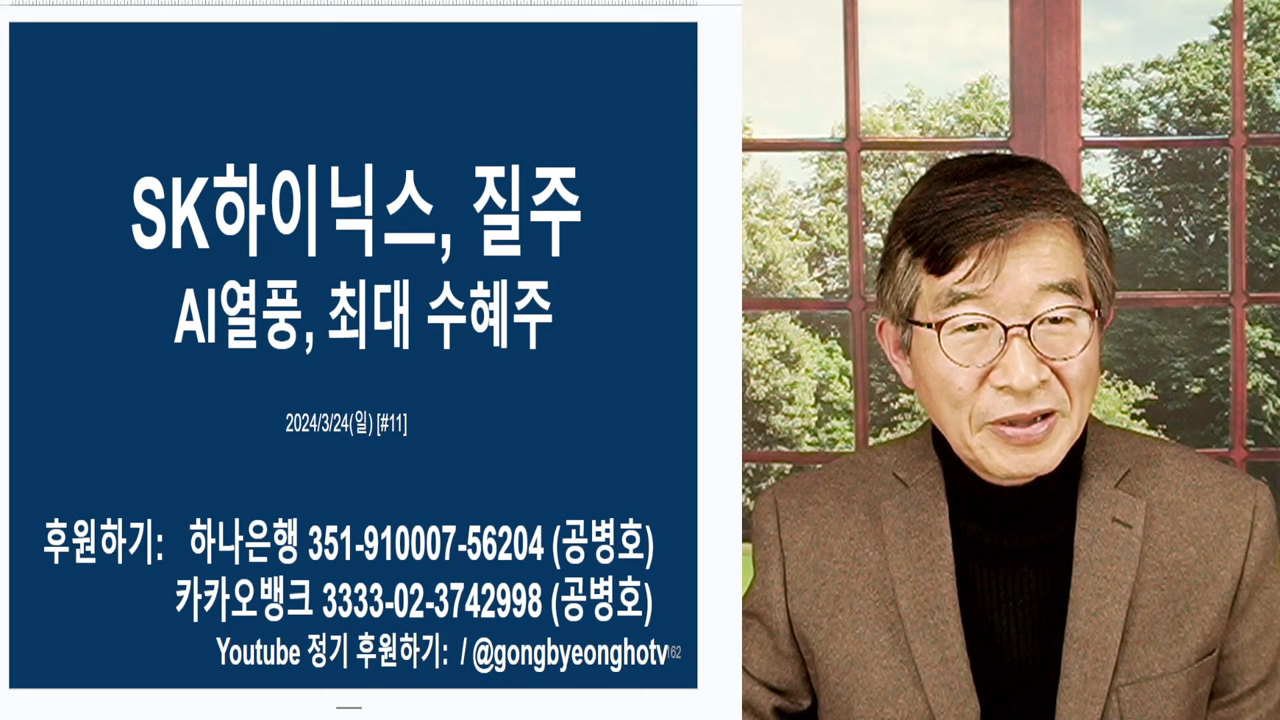 SK하이닉스, 질주
AI열풍, 최대 수혜주
2024/3/24(일) [#11]
후원하기: 하나은행 351-910007-56204 (공병호)
카카오뱅크 3333-02-3742998 (공병호)
Youtube 정기 후원하기: / @gongbyeonghotv
162